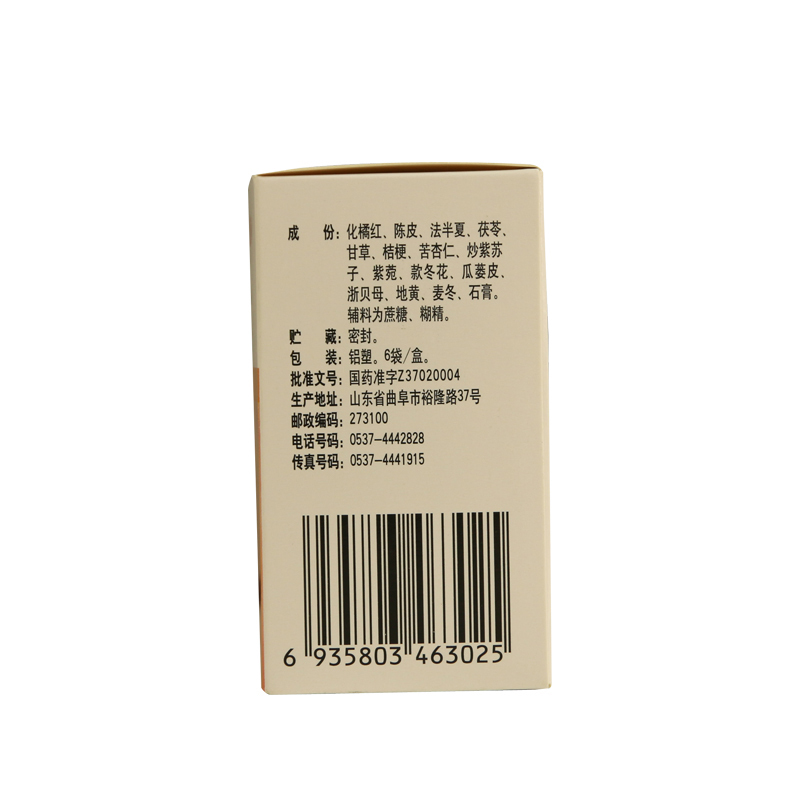 成　份：化橘红、陈皮、法半夏、茯苓、
甘草、桔梗、苦杏仁、炒紫苏
子、紫菀、款冬花、瓜蒌皮、
浙贝母、地黄、麦冬、石膏。
辅料为蔗糖、糊精。
贮　藏：密封。
包　装：铝塑。6袋/盒。
批准文号：国药准字Z37020004
生产地址：山东省曲阜市裕隆路37号
邮政编码：273100
电话号码：0537-4442828
传真号码：0537-4441915
6 935803 463025